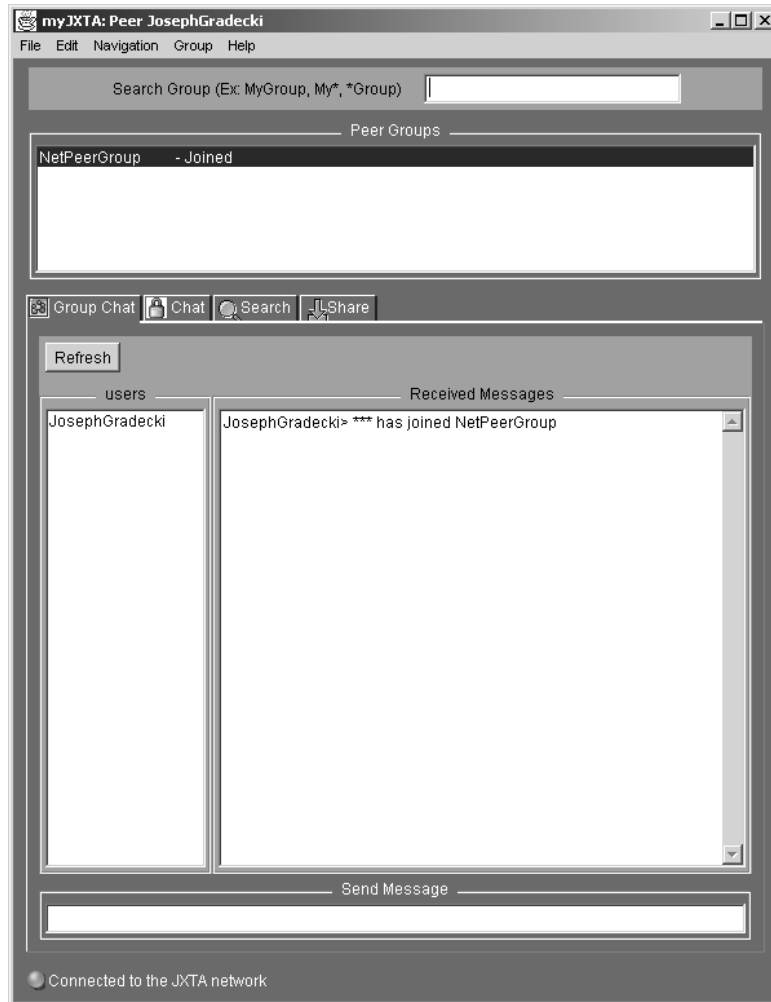 myJXTA: Peer JosephGradecki
File Edit Navigation Group Help
Search Group (Ex: MyGroup, My*, *Group)
Peer Groups
NetPeerGroup - Joined
Group Chat Chat Search Share
Refresh
users Received Messages
JosephGradecki JosephGradecki> *** has joined NetPeerGroup
Send Message
Connected to the JXTA network